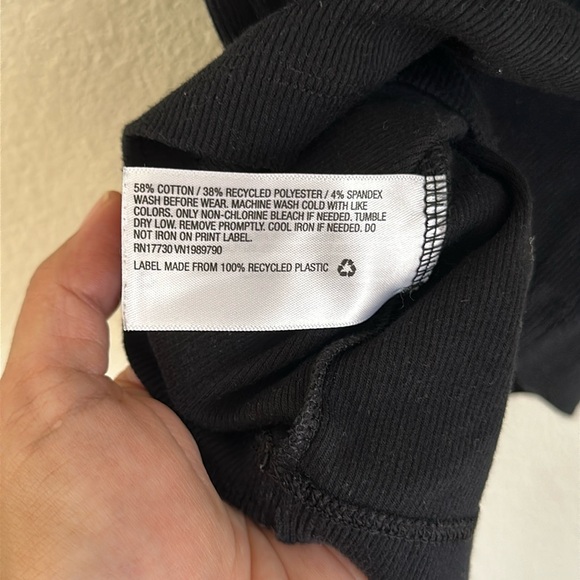 58% COTTON / 38% RECYCLED POLYESTER / 4% SPANDEX
WASH BEFORE WEAR. MACHINE WASH COLD WITH LIKE
COLORS. ONLY NON-CHLORINE BLEACH IF NEEDED. TUMBLE
DRY LOW. REMOVE PROMPTLY. COOL IRON IF NEEDED. DO
NOT IRON ON PRINT LABEL.
RN17730 VN1989790
LABEL MADE FROM 100% RECYCLED PLASTIC